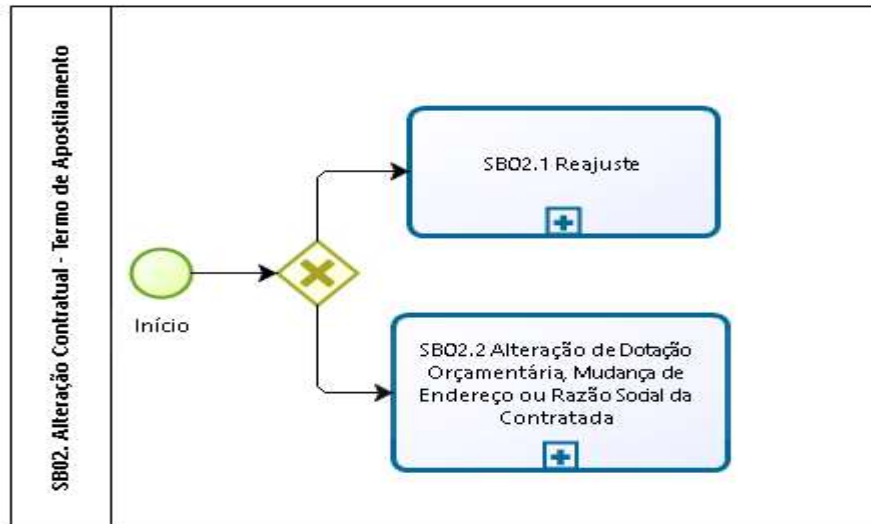 SB02. Alteração Contratual - Termo de Apostilamento
Início
SB02.1 Reajuste
SB02.2 Alteração de Dotação
Orçamentária, Mudança de
Endereço ou Razão Social da
Contratada